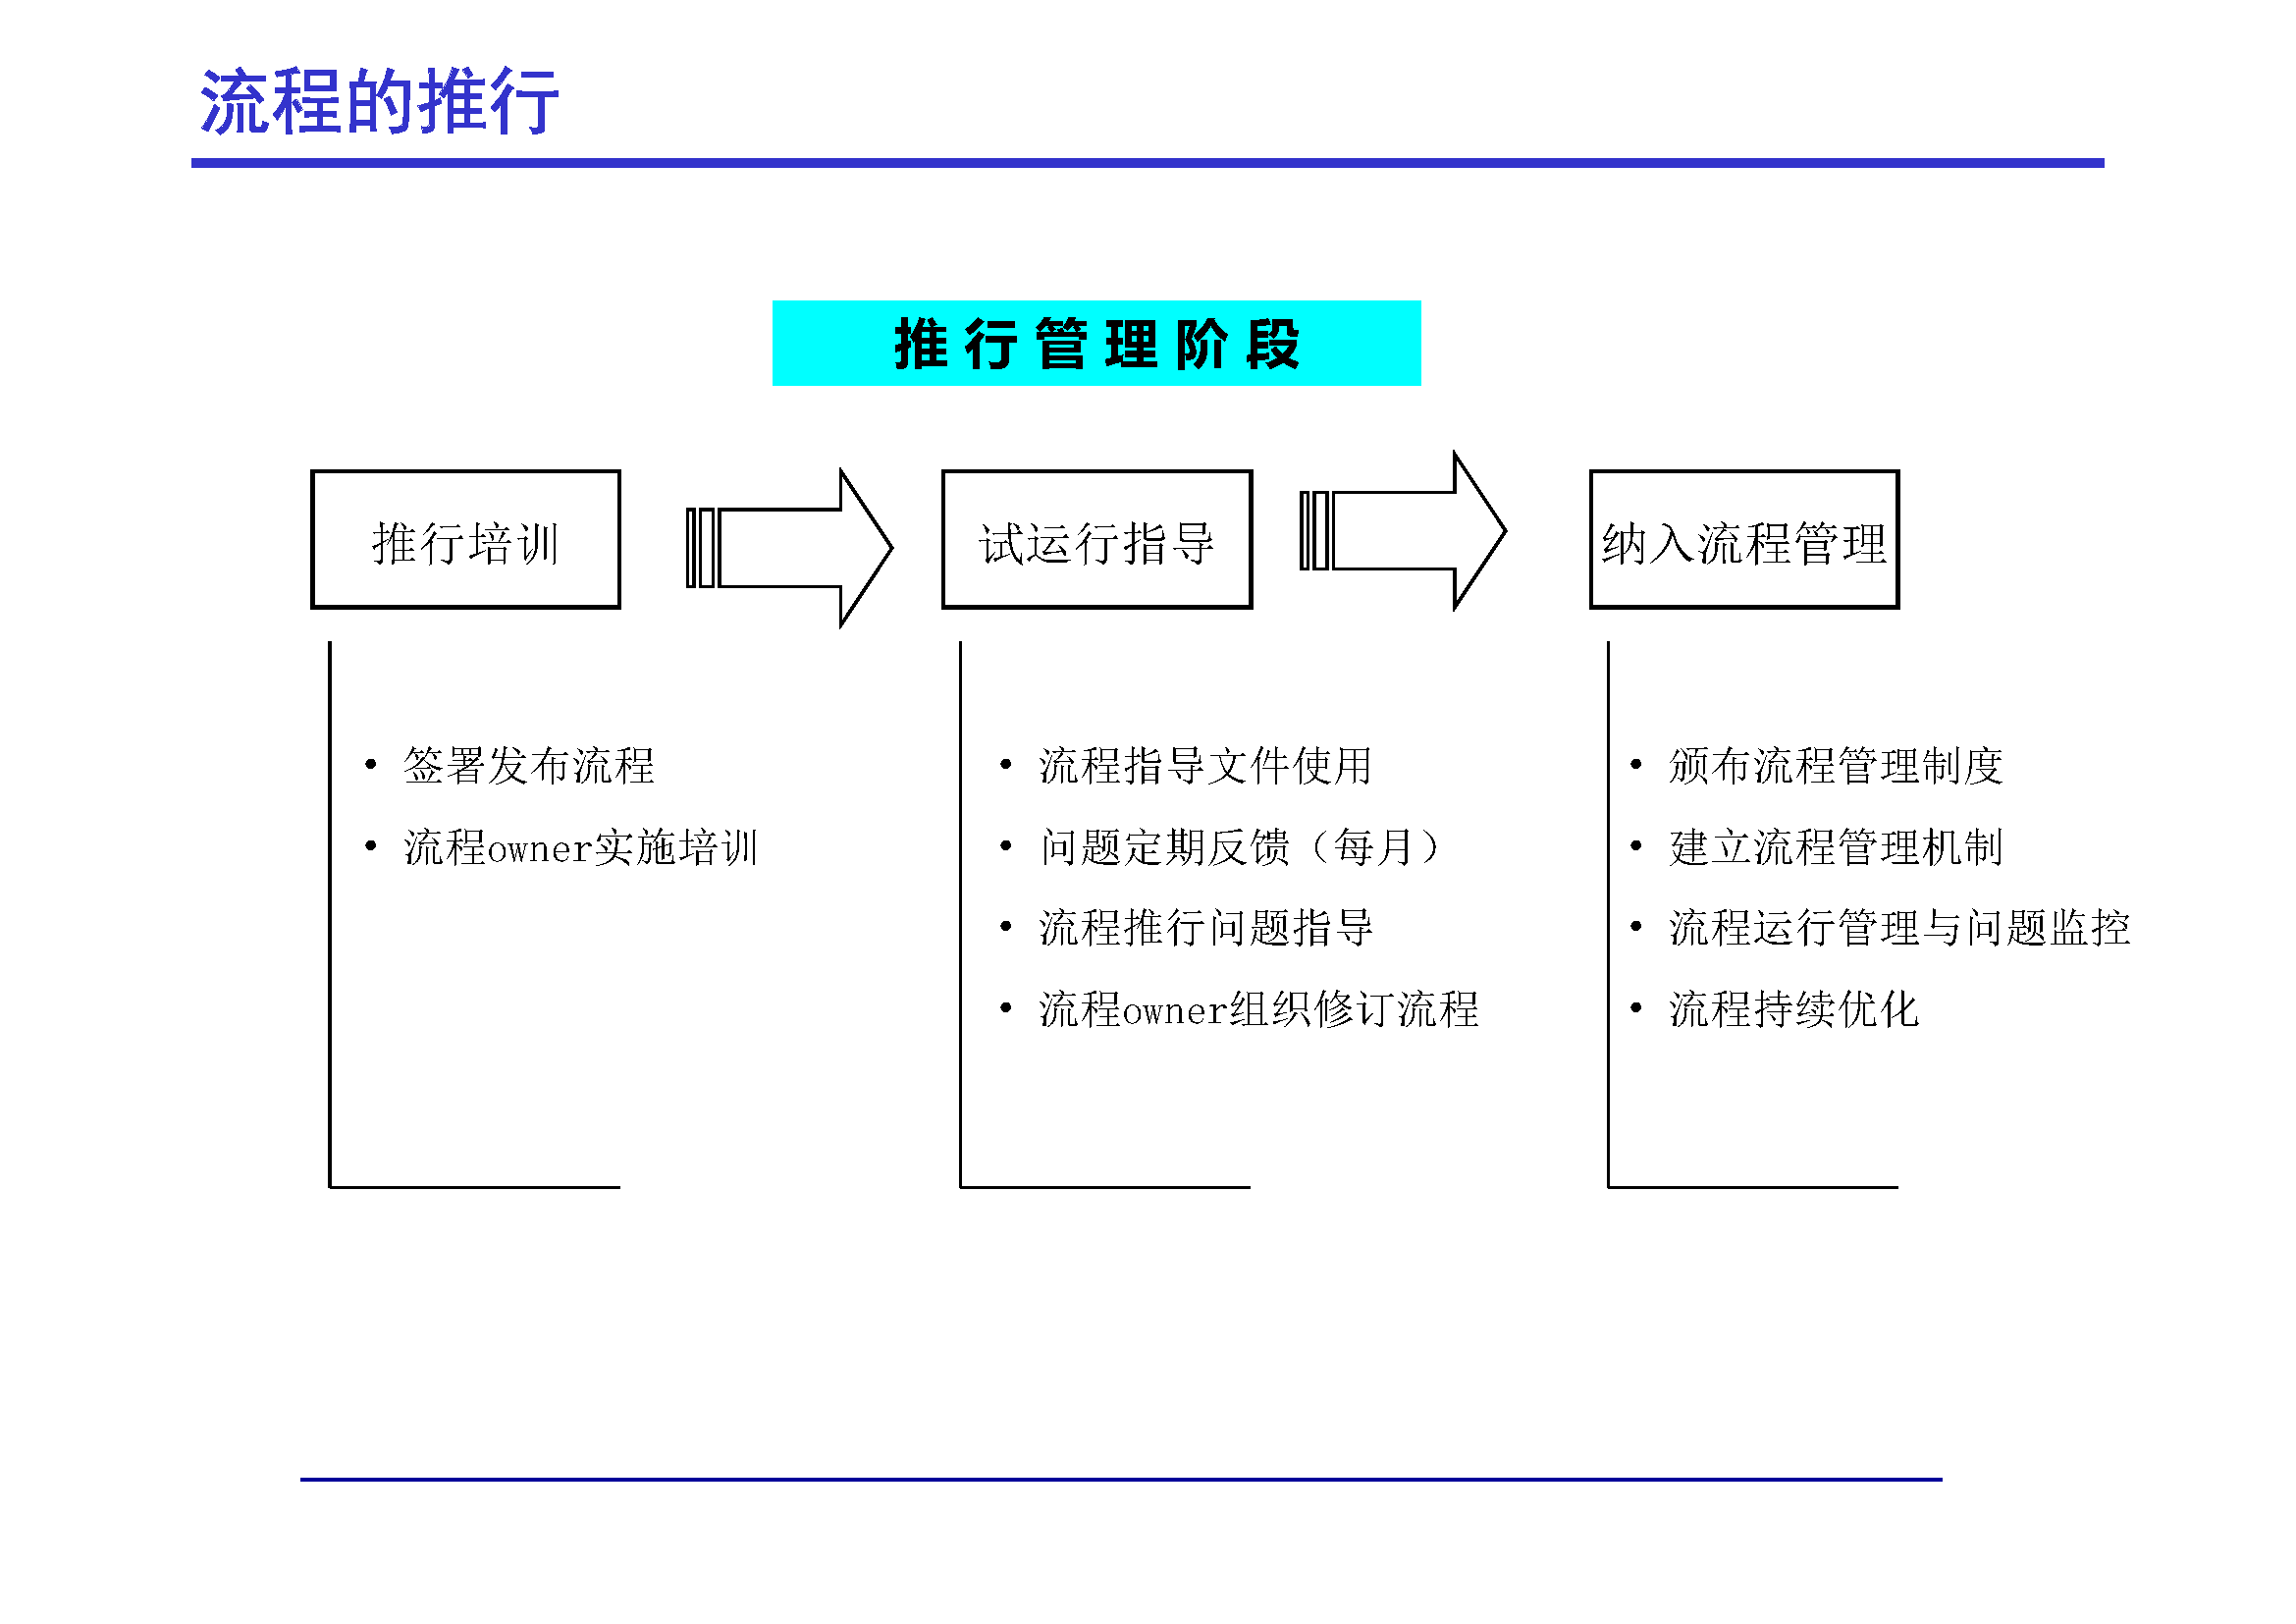 流程的推行
推行管理阶段
推行培训
试运行指导
纳入流程管理
• 签署发布流程
• 流程owner实施培训
• 流程指导文件使用
• 问题定期反馈（每月）
• 流程推行问题指导
• 流程owner组织修订流程
• 颁布流程管理制度
• 建立流程管理机制
• 流程运行管理与问题监控
• 流程持续优化